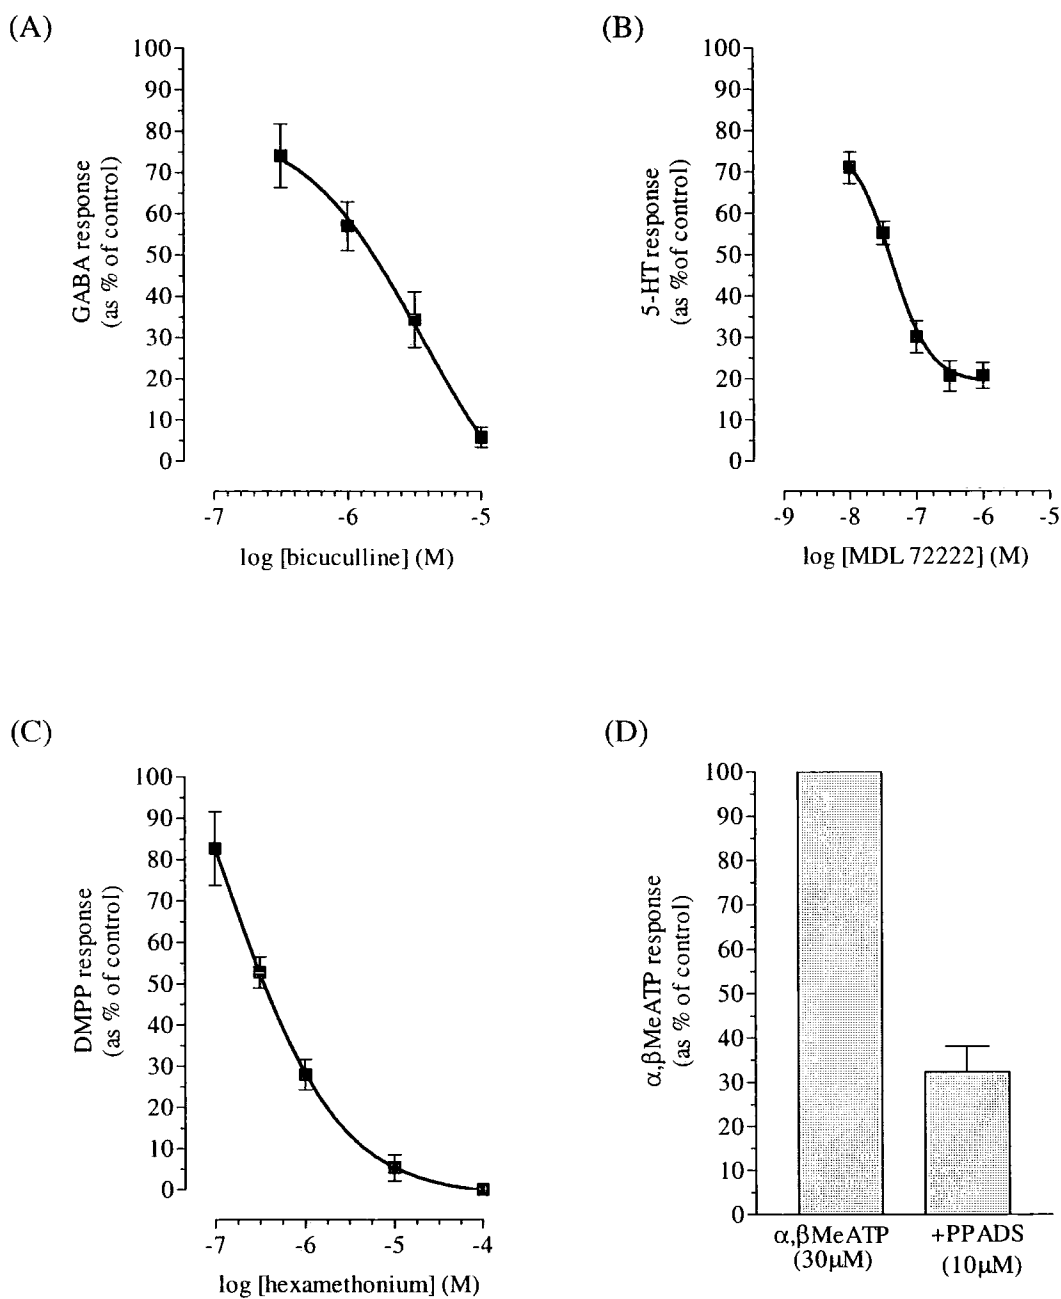 (A)
100
90
80
70
60
50
40
30
20
10
0
GABA response
(as % of control)
-7
-6
-5
log [bicuculline] (M)
(B)
100
90
80
70
60
50
40
30
20
10
0
5-HT response
(as %of control)
-9
-8
-7
-6
-5
log [MDL 72222] (M)
(C)
100
90
80
70
60
50
40
30
20
10
0
DMPP response
(as % of control)
-7
-6
-5
-4
log [hexamethonium] (M)
(D)
100
90
80
70
60
50
40
30
20
10
0
α,βMeATP response
(as % of control)
α,βMeATP
(30μM)
+PPADS
(10μM)